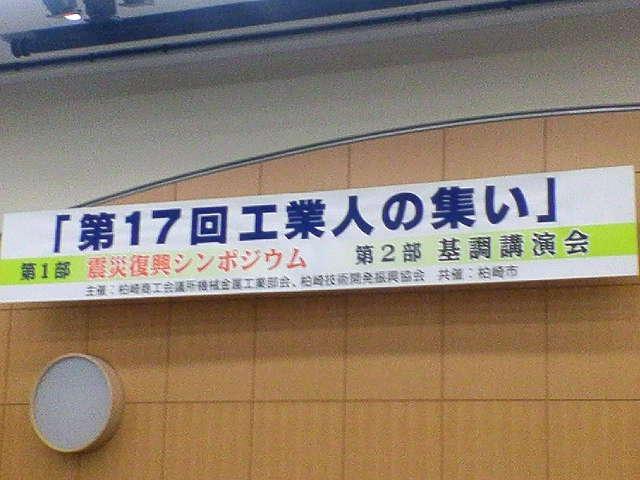 「第17回工業人の集い」
第1部 震災復興シンポジウム 第2部 基調講演会
主催：柏崎商工会議所機械金属工業部会、柏崎技術開発振興協会 共催：柏崎市